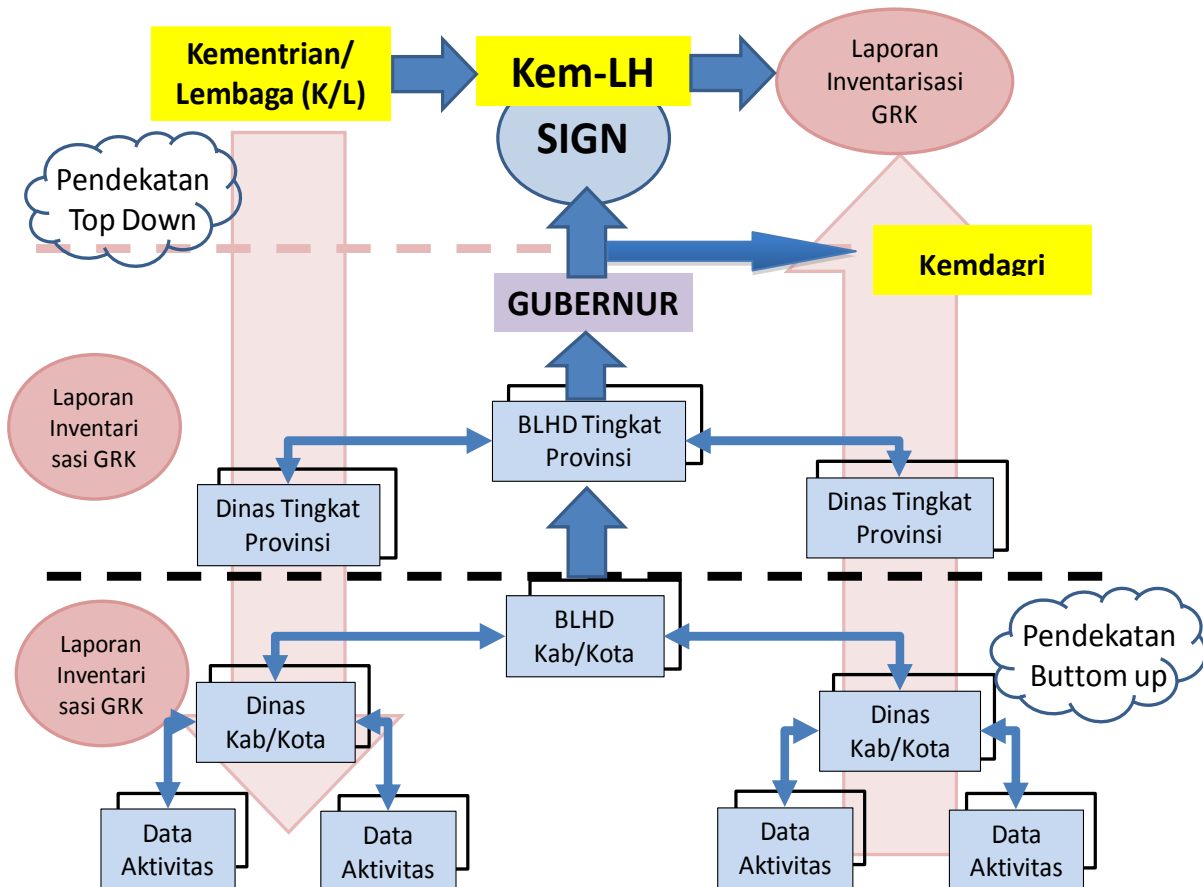 Kementrian/
Lembaga (K/L)
Kem-LH
SIGN
Laporan
Inventarisasi
GRK
Pendekatan
Top Down
Kemdagri
GUBERNUR
Laporan
Inventari
sasi GRK
BLHD Tingkat
Provinsi
Dinas Tingkat
Provinsi
Dinas Tingkat
Provinsi
BLHD
Kab/Kota
Laporan
Inventari
sasi GRK
Pendekatan
Buttom up
Dinas
Kab/Kota
Dinas
Kab/Kota
Data
Aktivitas
Data
Aktivitas
Data
Aktivitas
Data
Aktivitas